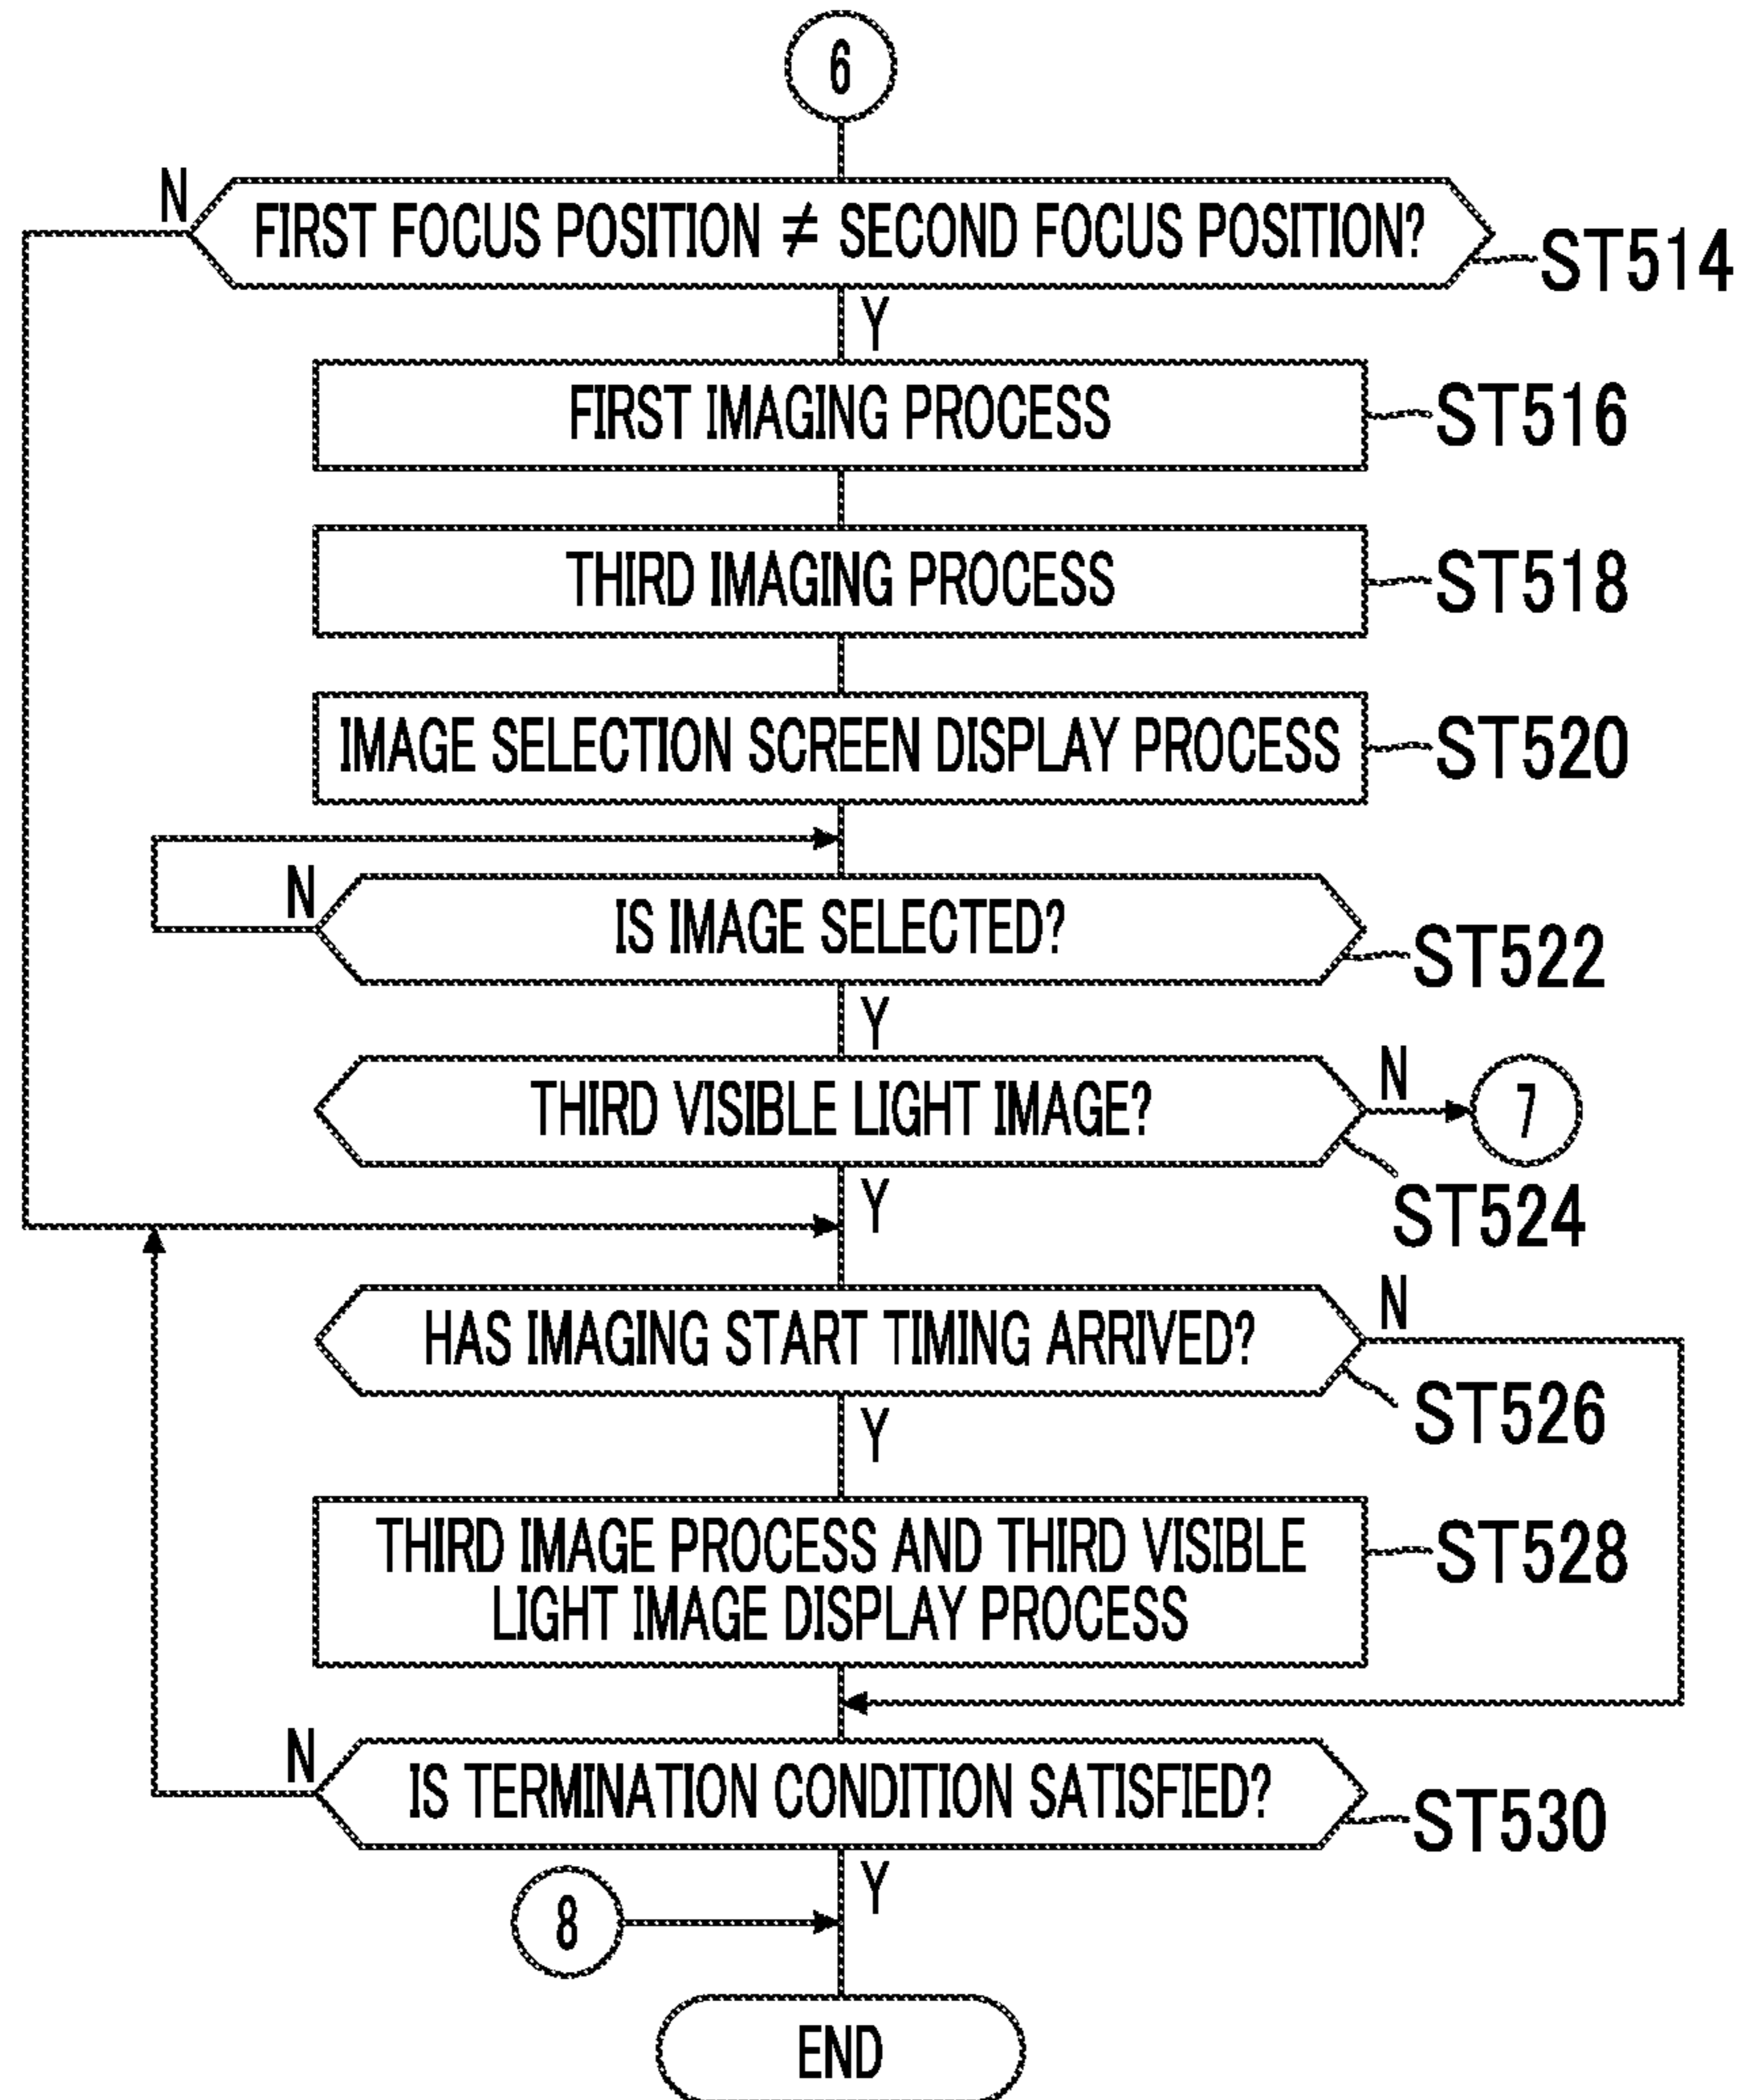 6
N
FIRST FOCUS POSITION ≠ SECOND FOCUS POSITION?
ST514
Y
FIRST IMAGING PROCESS
ST516
THIRD IMAGING PROCESS
ST518
IMAGE SELECTION SCREEN DISPLAY PROCESS
ST520
N
IS IMAGE SELECTED?
ST522
Y
THIRD VISIBLE LIGHT IMAGE?
N
7
ST524
Y
HAS IMAGING START TIMING ARRIVED?
N
ST526
Y
THIRD IMAGE PROCESS AND THIRD VISIBLE
LIGHT IMAGE DISPLAY PROCESS
ST528
N
IS TERMINATION CONDITION SATISFIED?
ST530
Y
8
END